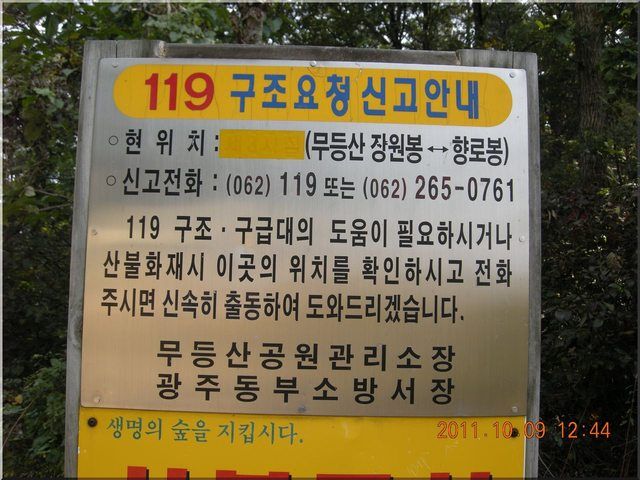 119 구조요청신고안내
○ 현 위 치 : (무등산 장원봉 ↔ 향로봉)
○ 신고전화 : (062) 119 또는 (062) 265-0761
119 구조·구급대의 도움이 필요하시거나
산불화재시 이곳의 위치를 확인하시고 전화
주시면 신속히 출동하여 도와드리겠습니다.
무등산공원관리소장
광주동부소방서장
생명의 숲을 지킵시다.
2011.10.09 12:44